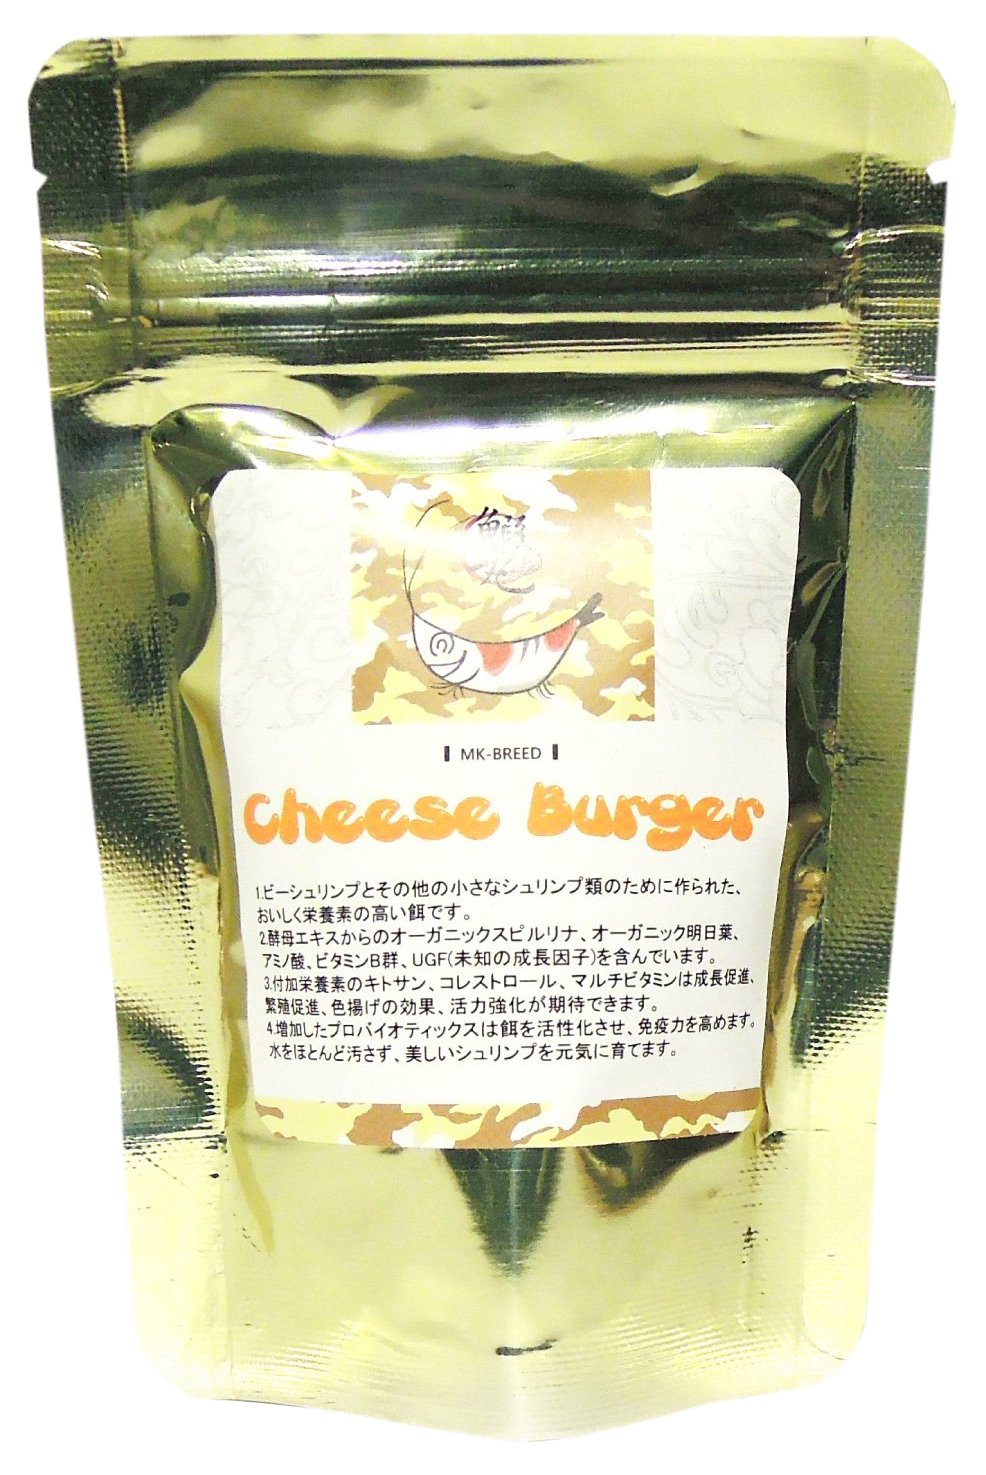 MK-BREED
Cheese Burger
1.ビーシュリンプとその他の小さなシュリンプ類のために作られた、
おいしく栄養素の高い餌です。
2.酵母エキスからのオーガニックスピルリナ、オーガニック明日葉、
アミノ酸、ビタミンB群、UGF(未知の成長因子)を含んでいます。
3.付加栄養素のキトサン、コレストロール、マルチビタミンは成長促進、
繁殖促進、色揚げの効果、活力強化が期待できます。
4.増加したプロバイオティックスは餌を活性化させ、免疫力を高めます。
水をほとんど汚さず、美しいシュリンプを元気に育てます。